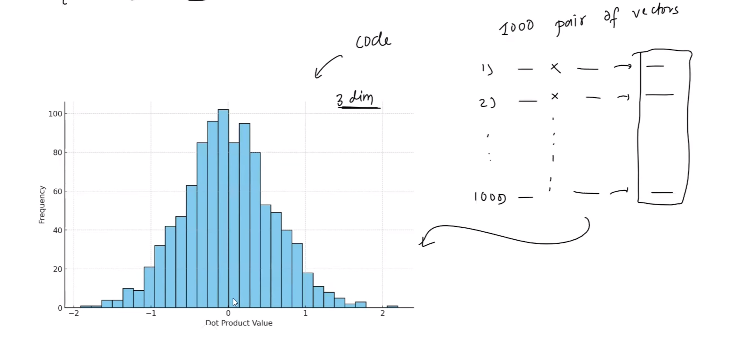 1000 pair of vectors
code
3 dim
1) — × — →
2) — × — →
1000) — — →
100
80
60
40
20
0
Frequency
−2 −1 0 1 2
Dot Product Value